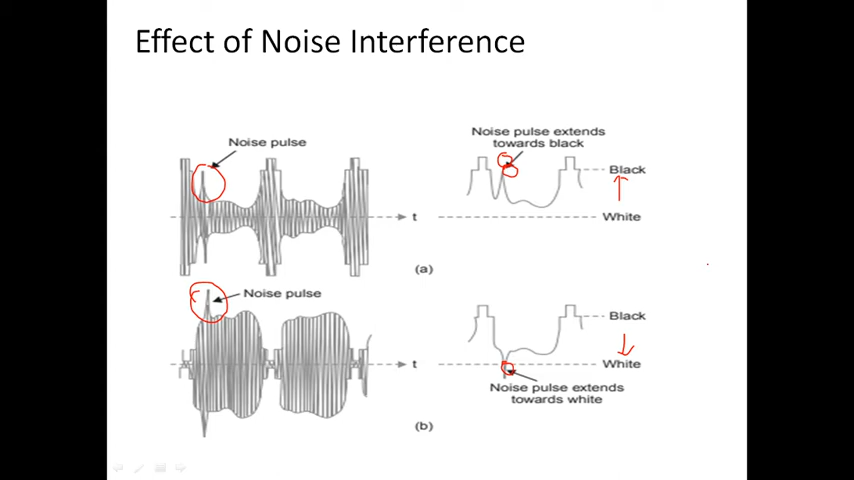 Effect of Noise Interference
Noise pulse
Noise pulse extends
towards black
Black
White
t
(a)
Noise pulse
Black
White
t
Noise pulse extends
towards white
(b)